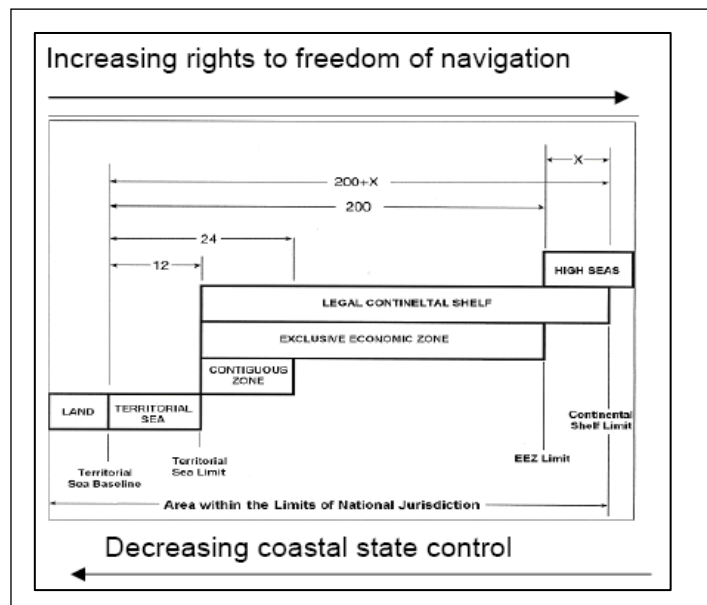 Increasing rights to freedom of navigation
X
200+X
200
24
12
HIGH SEAS
LEGAL CONTINELTAL SHELF
EXCLUSIVE ECONOMIC ZONE
CONTIGUOUS
ZONE
LAND
TERRITORIAL
SEA
Continental
Shelf Limit
Territorial
Sea Baseline
Territorial
Sea Limit
EEZ Limit
Area within the Limits of National Jurisdiction
Decreasing coastal state control